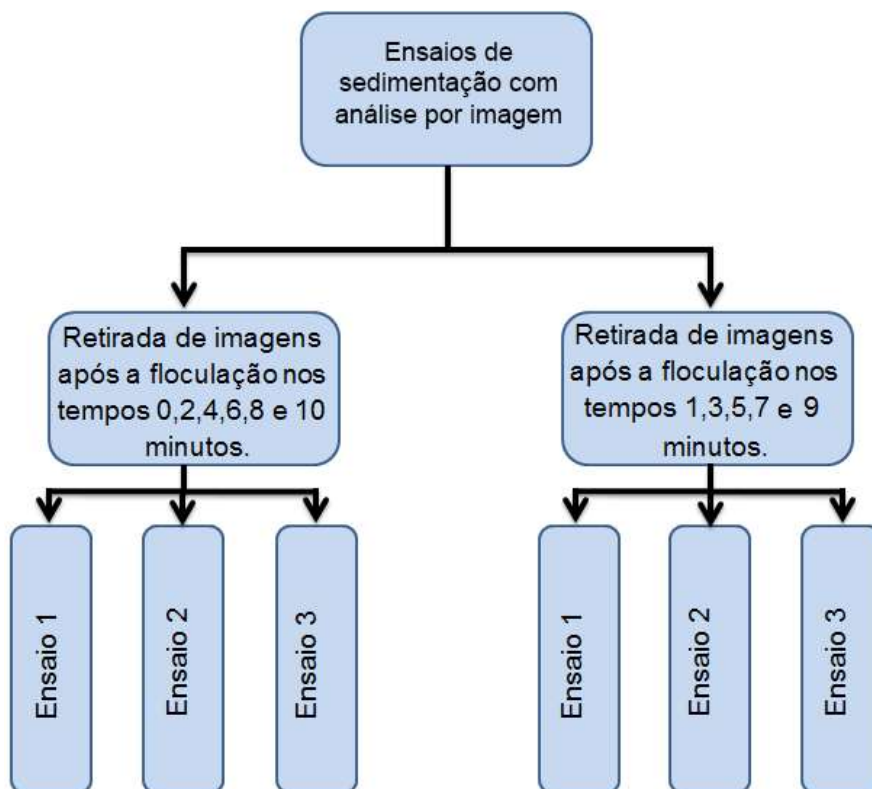 Ensaios de
sedimentação com
análise por imagem
Retirada de imagens
após a floculação nos
tempos 0,2,4,6,8 e 10
minutos.
Retirada de imagens
após a floculação nos
tempos 1,3,5,7 e 9
minutos.
Ensaio 1
Ensaio 2
Ensaio 3
Ensaio 1
Ensaio 2
Ensaio 3